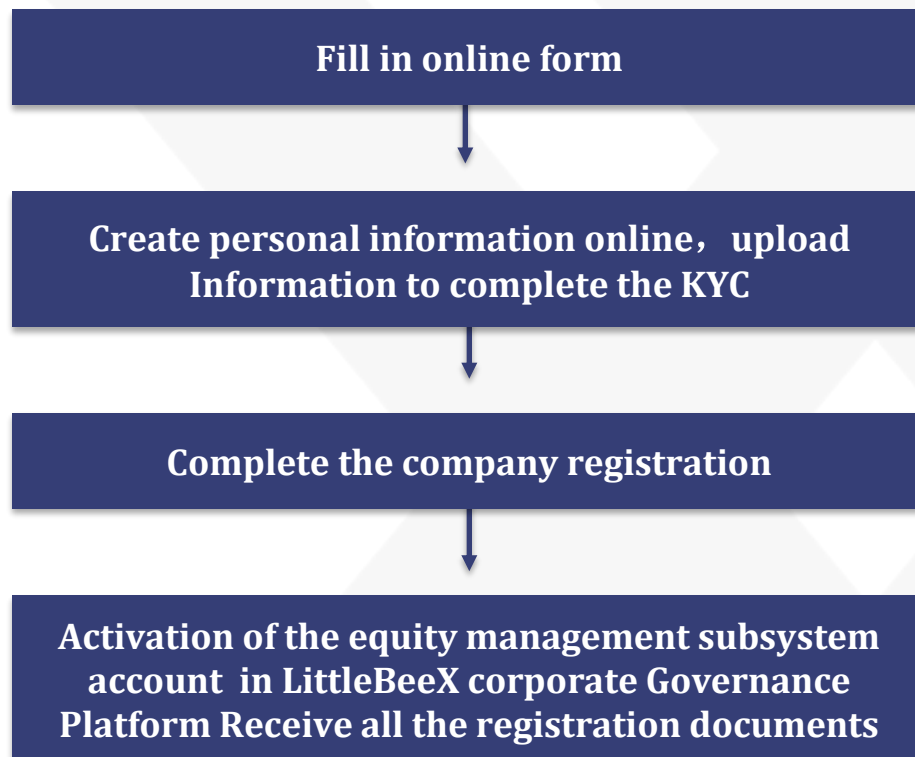 Fill in online form
Create personal information online，upload
Information to complete the KYC
Complete the company registration
Activation of the equity management subsystem
account  in LittleBeeX corporate Governance
Platform Receive all the registration documents